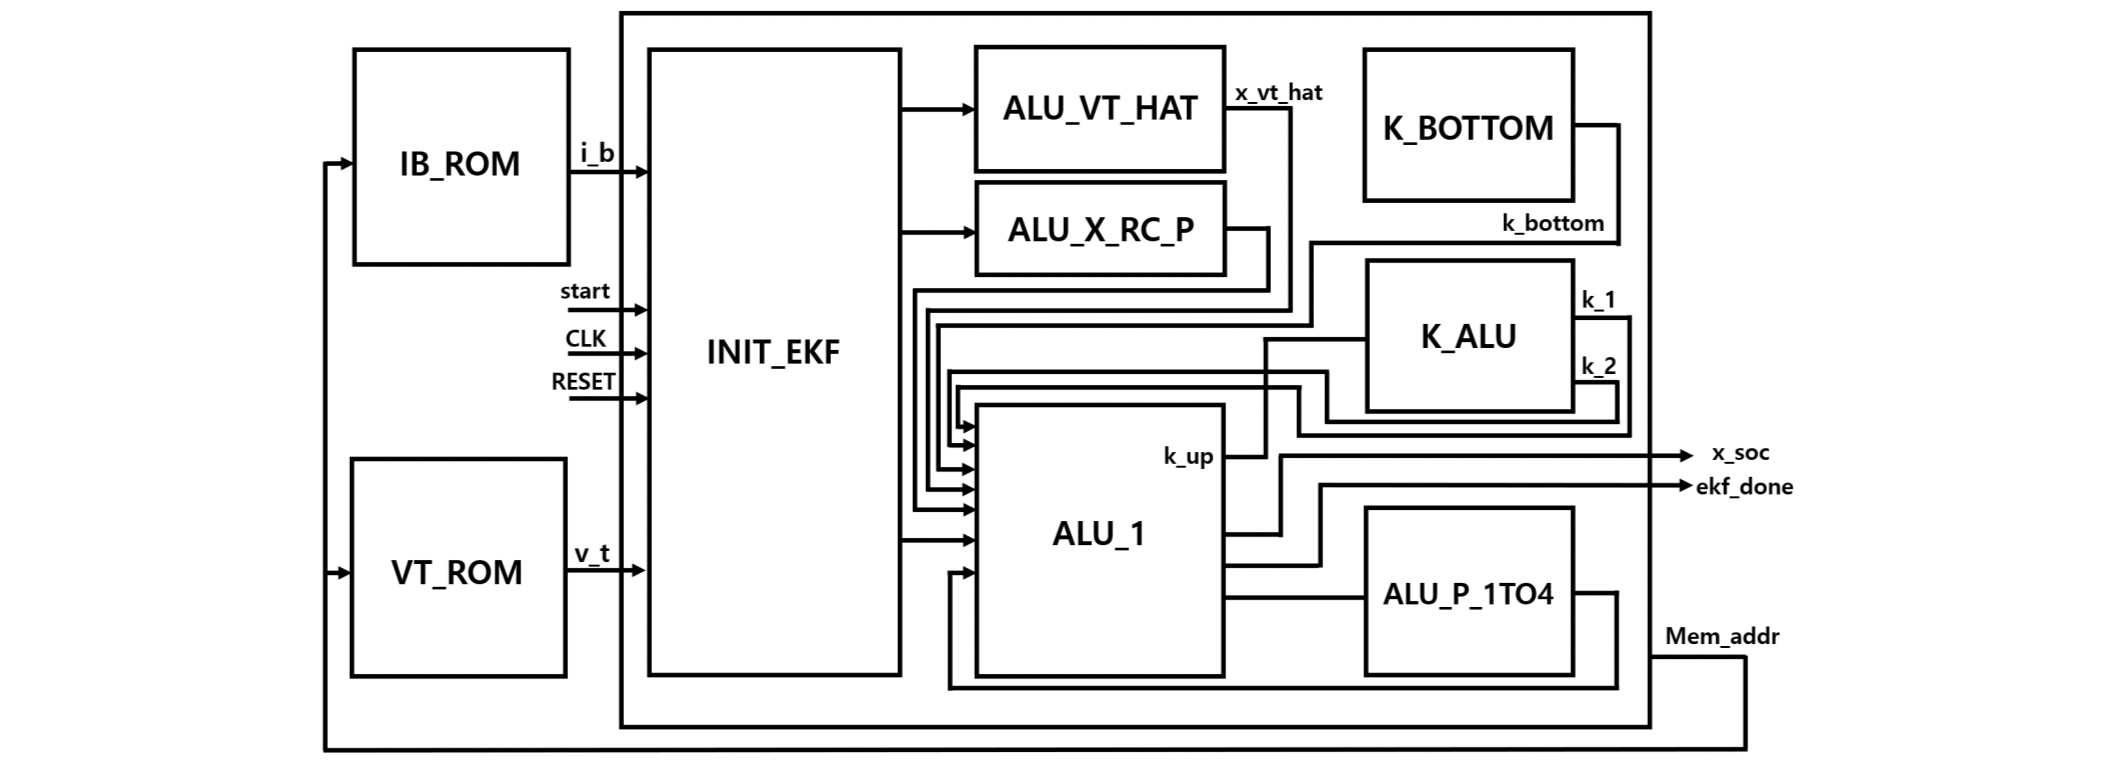 IB_ROM
i_b
start
CLK
RESET
VT_ROM
v_t
INIT_EKF
ALU_VT_HAT
x_vt_hat
ALU_X_RC_P
K_BOTTOM
k_bottom
K_ALU
k_1
k_2
ALU_1
k_up
x_soc
ekf_done
ALU_P_1TO4
Mem_addr